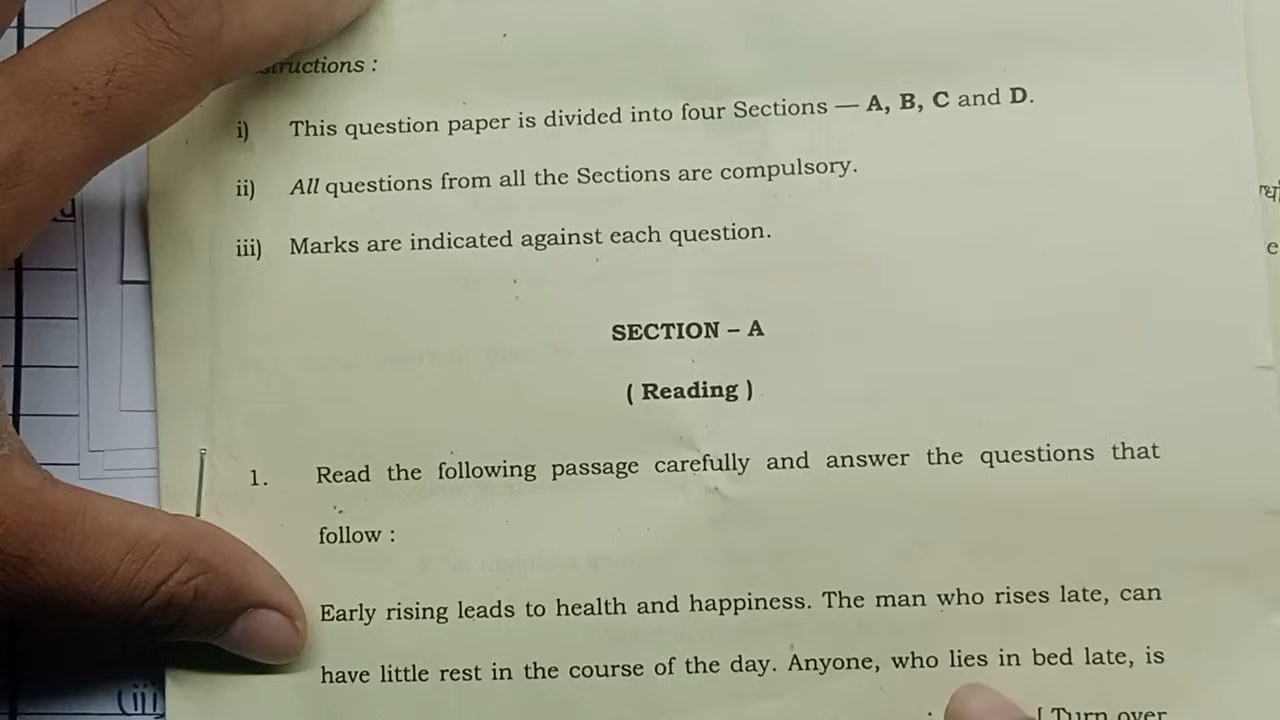 structions :
i) This question paper is divided into four Sections — A, B, C and D.
ii) All questions from all the Sections are compulsory.
iii) Marks are indicated against each question.
SECTION – A
( Reading )
1. Read the following passage carefully and answer the questions that
follow :
Early rising leads to health and happiness. The man who rises late, can
have little rest in the course of the day. Anyone, who lies in bed late, is
[ Turn over
(ii)